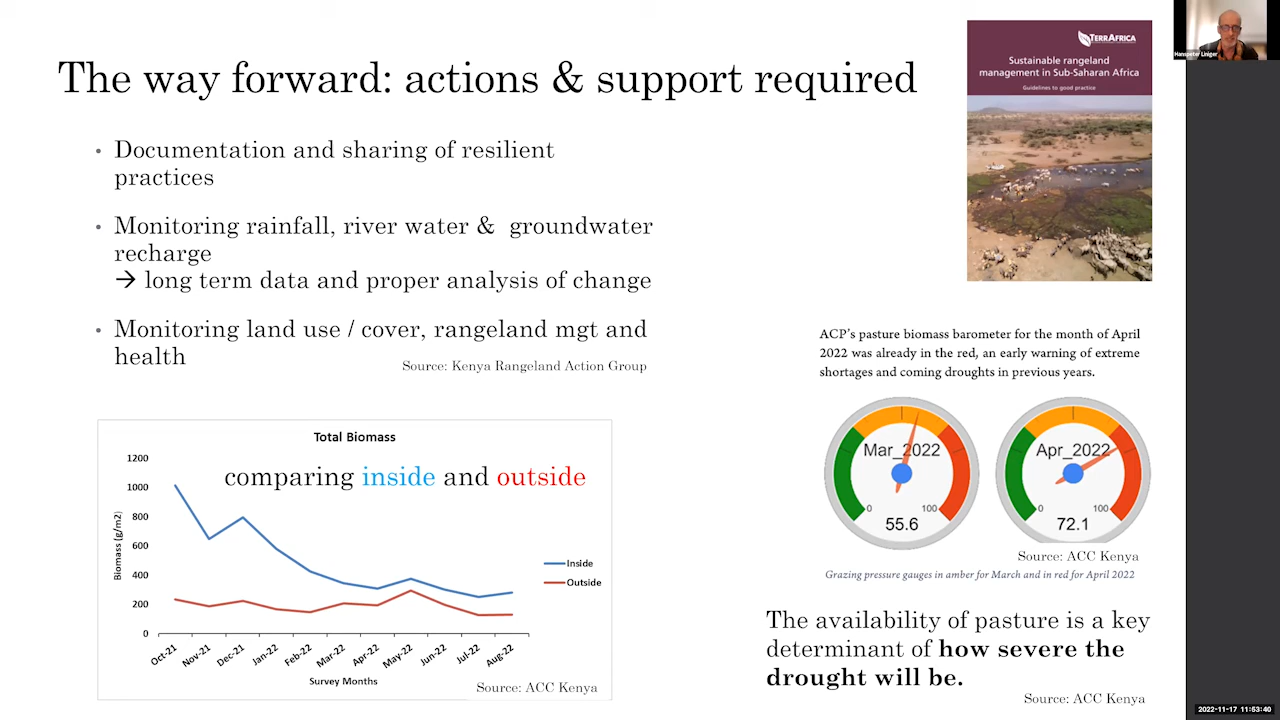 The way forward: actions & support required
• Documentation and sharing of resilient
practices
• Monitoring rainfall, river water & groundwater
recharge
→ long term data and proper analysis of change
• Monitoring land use / cover, rangeland mgt and
health
Source: Kenya Rangeland Action Group
Total Biomass
comparing inside and outside
Biomass (g/m2)
1200
1000
800
600
400
200
0
Inside
Outside
Oct-21
Nov-21
Dec-21
Jan-22
Feb-22
Mar-22
Apr-22
May-22
Jun-22
Jul-22
Aug-22
Survey Months
Source: ACC Kenya
TERRAFRICA
Sustainable rangeland
management in Sub-Saharan Africa
Guidelines to good practice
ACP's pasture biomass barometer for the month of April
2022 was already in the red, an early warning of extreme
shortages and coming droughts in previous years.
Mar_2022
0 100
55.6
Apr_2022
0 100
72.1
Source: ACC Kenya
Grazing pressure gauges in amber for March and in red for April 2022
The availability of pasture is a key
determinant of how severe the
drought will be.
Source: ACC Kenya
Hanspeter Liniger
2022-11-17 11:53:40